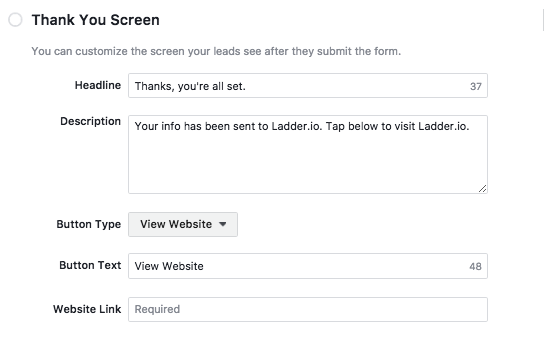 Thank You Screen
You can customize the screen your leads see after they submit the form.
Headline Thanks, you're all set. 37
Description Your info has been sent to Ladder.io. Tap below to visit Ladder.io.
Button Type View Website
Button Text View Website 48
Website Link Required